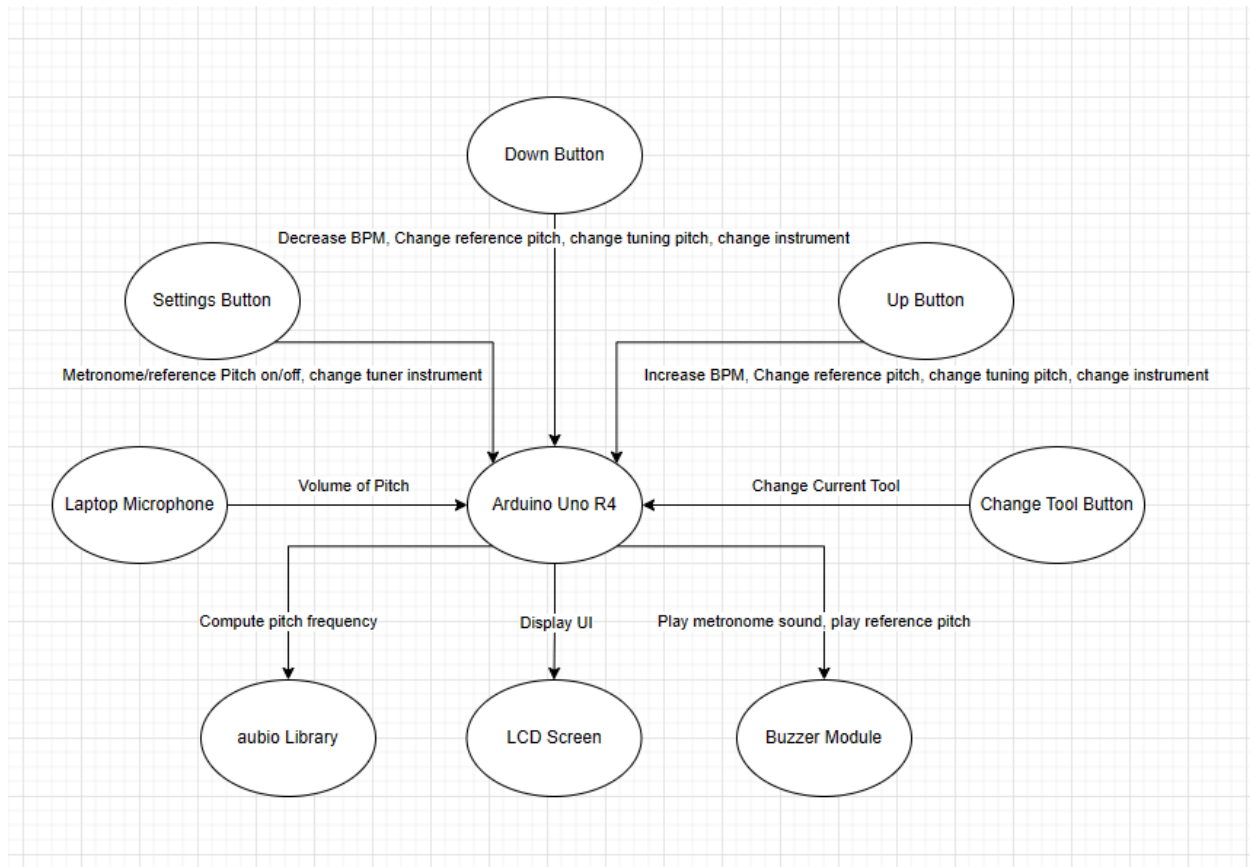 Down Button
Decrease BPM, Change reference pitch, change tuning pitch, change instrument
Settings Button
Up Button
Metronome/reference Pitch on/off, change tuner instrument
Increase BPM, Change reference pitch, change tuning pitch, change instrument
Laptop Microphone
Volume of Pitch
Arduino Uno R4
Change Current Tool
Change Tool Button
Compute pitch frequency
Display UI
Play metronome sound, play reference pitch
aubio Library
LCD Screen
Buzzer Module